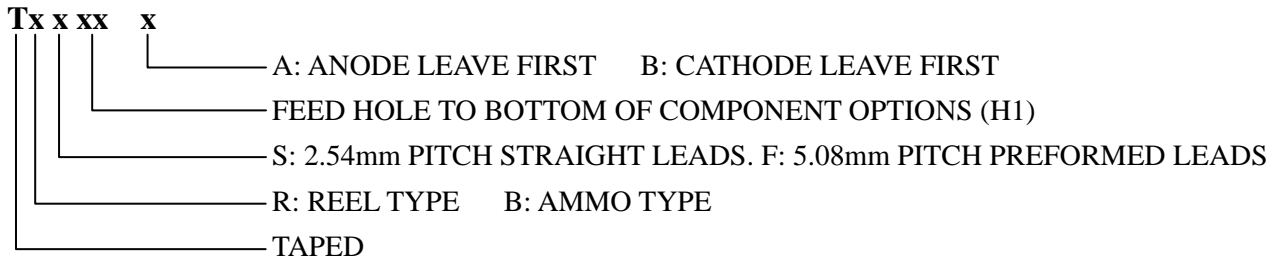 Tx x xx x
A: ANODE LEAVE FIRST B: CATHODE LEAVE FIRST
FEED HOLE TO BOTTOM OF COMPONENT OPTIONS (H1)
S: 2.54mm PITCH STRAIGHT LEADS. F: 5.08mm PITCH PREFORMED LEADS
R: REEL TYPE B: AMMO TYPE
TAPED